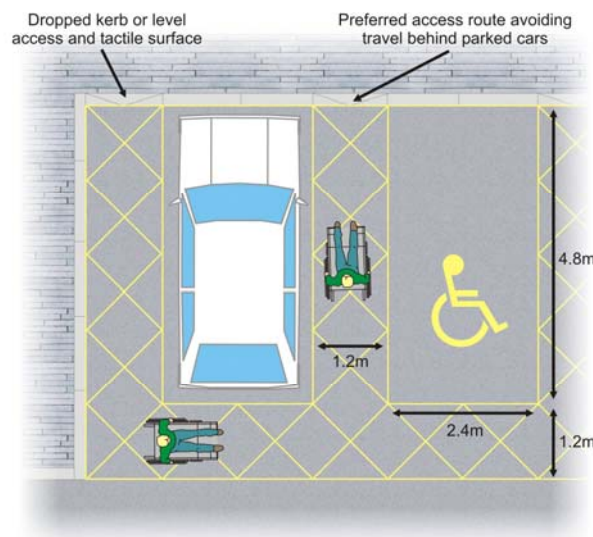 Dropped kerb or level
access and tactile surface
Preferred access route avoiding
travel behind parked cars
4.8m
1.2m
2.4m
1.2m